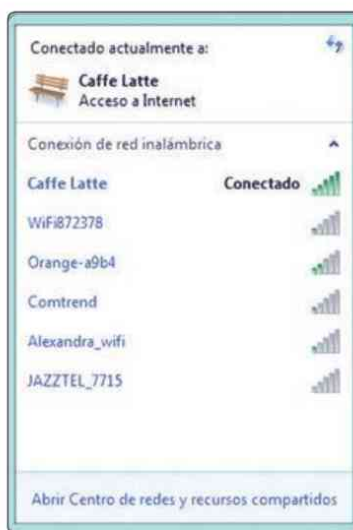 Conectado actualmente a:
Caffe Latte
Acceso a Internet
Conexión de red inalámbrica
Caffe Latte Conectado
WiFi872378
Orange-a9b4
Comtrend
Alexandra_wifi
JAZZTEL_7715
Abrir Centro de redes y recursos compartidos